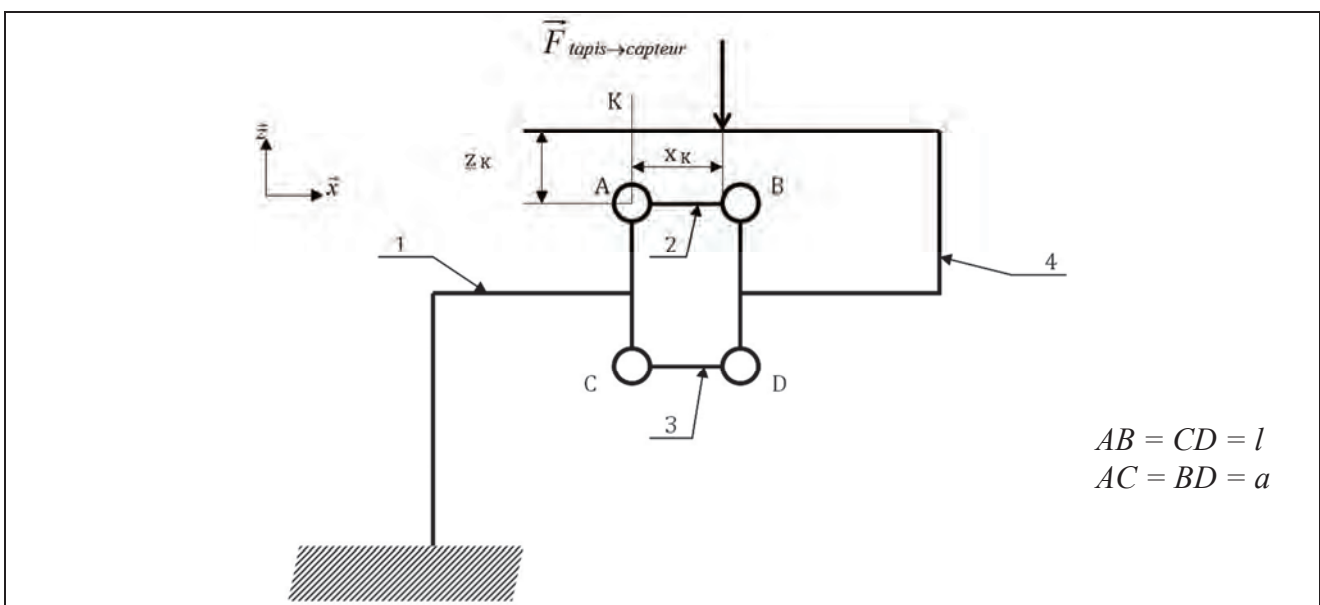 F tapis→capteur
K
z
z K
x K
x
A
B
2
1
4
C
D
3
AB = CD = l
AC = BD = a